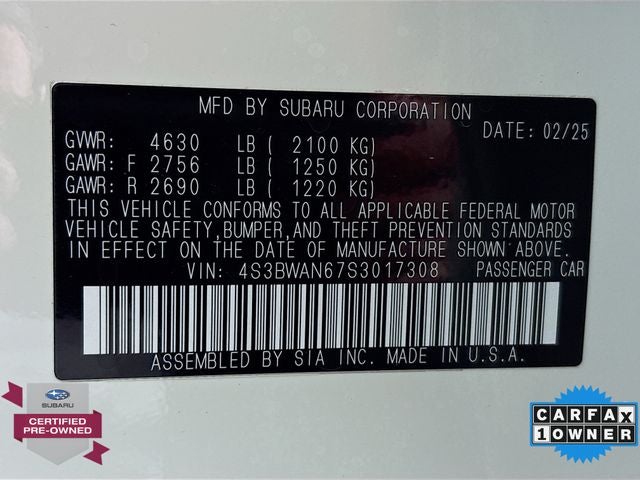 MFD BY SUBARU CORPORATION
DATE: 02/25
GVWR: 4630 LB ( 2100 KG)
GAWR: F 2756 LB ( 1250 KG)
GAWR: R 2690 LB ( 1220 KG)
THIS VEHICLE CONFORMS TO ALL APPLICABLE FEDERAL MOTOR
VEHICLE SAFETY, BUMPER, AND THEFT PREVENTION STANDARDS
IN EFFECT ON THE DATE OF MANUFACTURE SHOWN ABOVE.
VIN: 4S3BWAN67S3017308 PASSENGER CAR
ASSEMBLED BY SIA INC. MADE IN U.S.A.
SUBARU
CERTIFIED
PRE-OWNED
CARFAX
1 OWNER